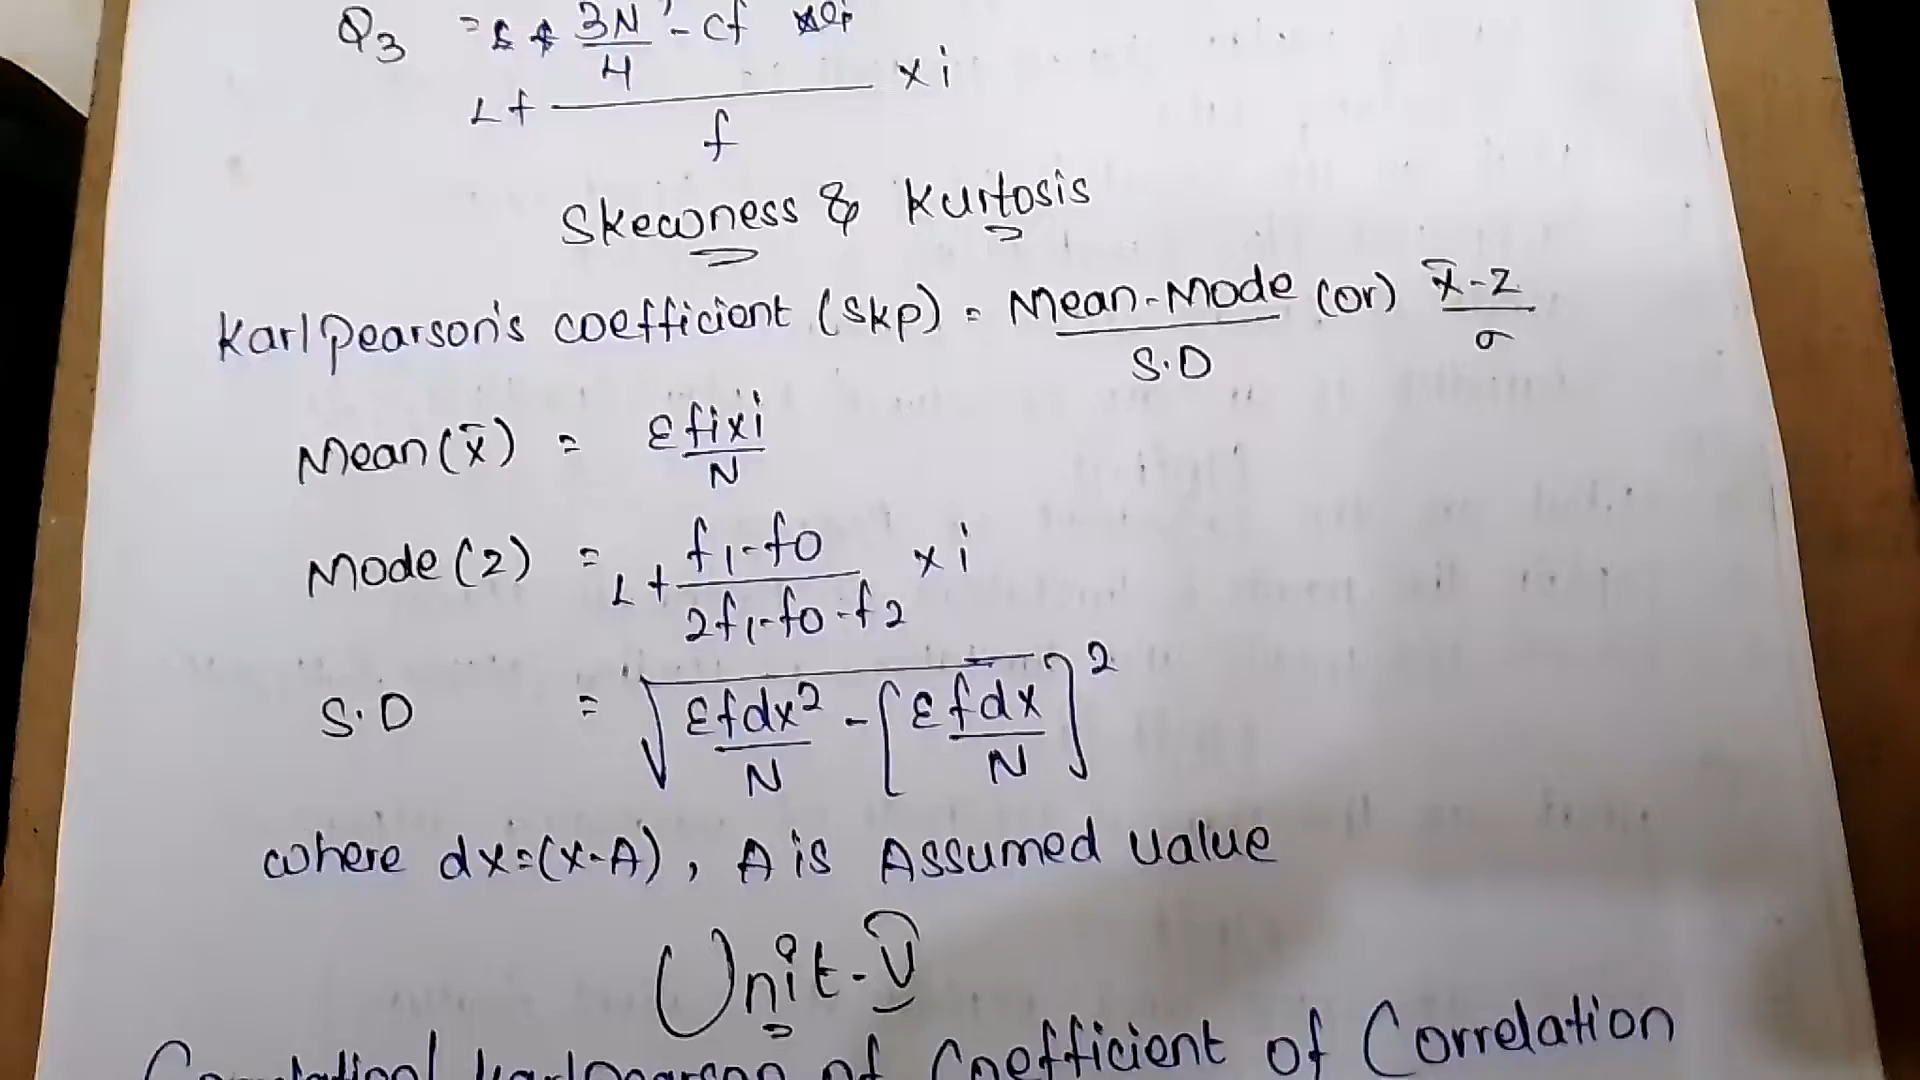 Q3 = L + 3N/4 - cf
L + ――― x i
f
Skewness & Kurtosis
Karl Pearson's coefficient (Skp) = Mean-Mode / S.D (or) x̄-z / σ
Mean (x̄) = Σfixi / N
Mode (z) = L + f1-f0 / 2f1-f0-f2 x i
S.D = √ Σfdx² / N - [Σfdx / N]²
where dx=(x-A), A is Assumed value
Unit-V
Coefficient of Correlation